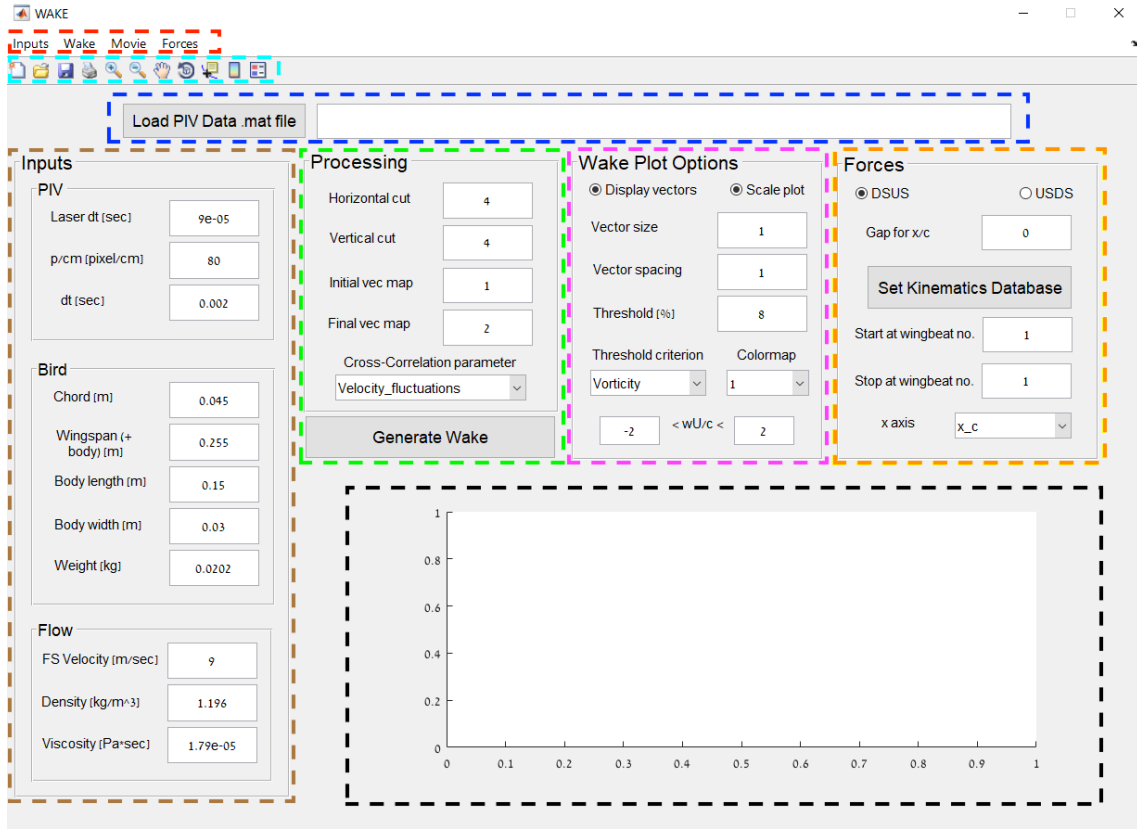 WAKE
Inputs Wake Movie Forces
Load PIV Data .mat file
Inputs
PIV
Laser dt [sec] 9e-05
p/cm [pixel/cm] 80
dt [sec] 0.002
Bird
Chord [m] 0.045
Wingspan (+
body) [m] 0.255
Body length [m] 0.15
Body width [m] 0.03
Weight [kg] 0.0202
Flow
FS Velocity [m/sec] 9
Density [kg/m^3] 1.196
Viscosity [Pa*sec] 1.79e-05
Processing
Horizontal cut 4
Vertical cut 4
Initial vec map 1
Final vec map 2
Cross-Correlation parameter
Velocity_fluctuations
Generate Wake
Wake Plot Options
Display vectors Scale plot
Vector size 1
Vector spacing 1
Threshold [%] 8
Threshold criterion Colormap
Vorticity 1
-2 < wU/c < 2
Forces
DSUS USDS
Gap for x/c 0
Set Kinematics Database
Start at wingbeat no. 1
Stop at wingbeat no. 1
x axis x_c
1
0.8
0.6
0.4
0.2
0
0 0.1 0.2 0.3 0.4 0.5 0.6 0.7 0.8 0.9 1